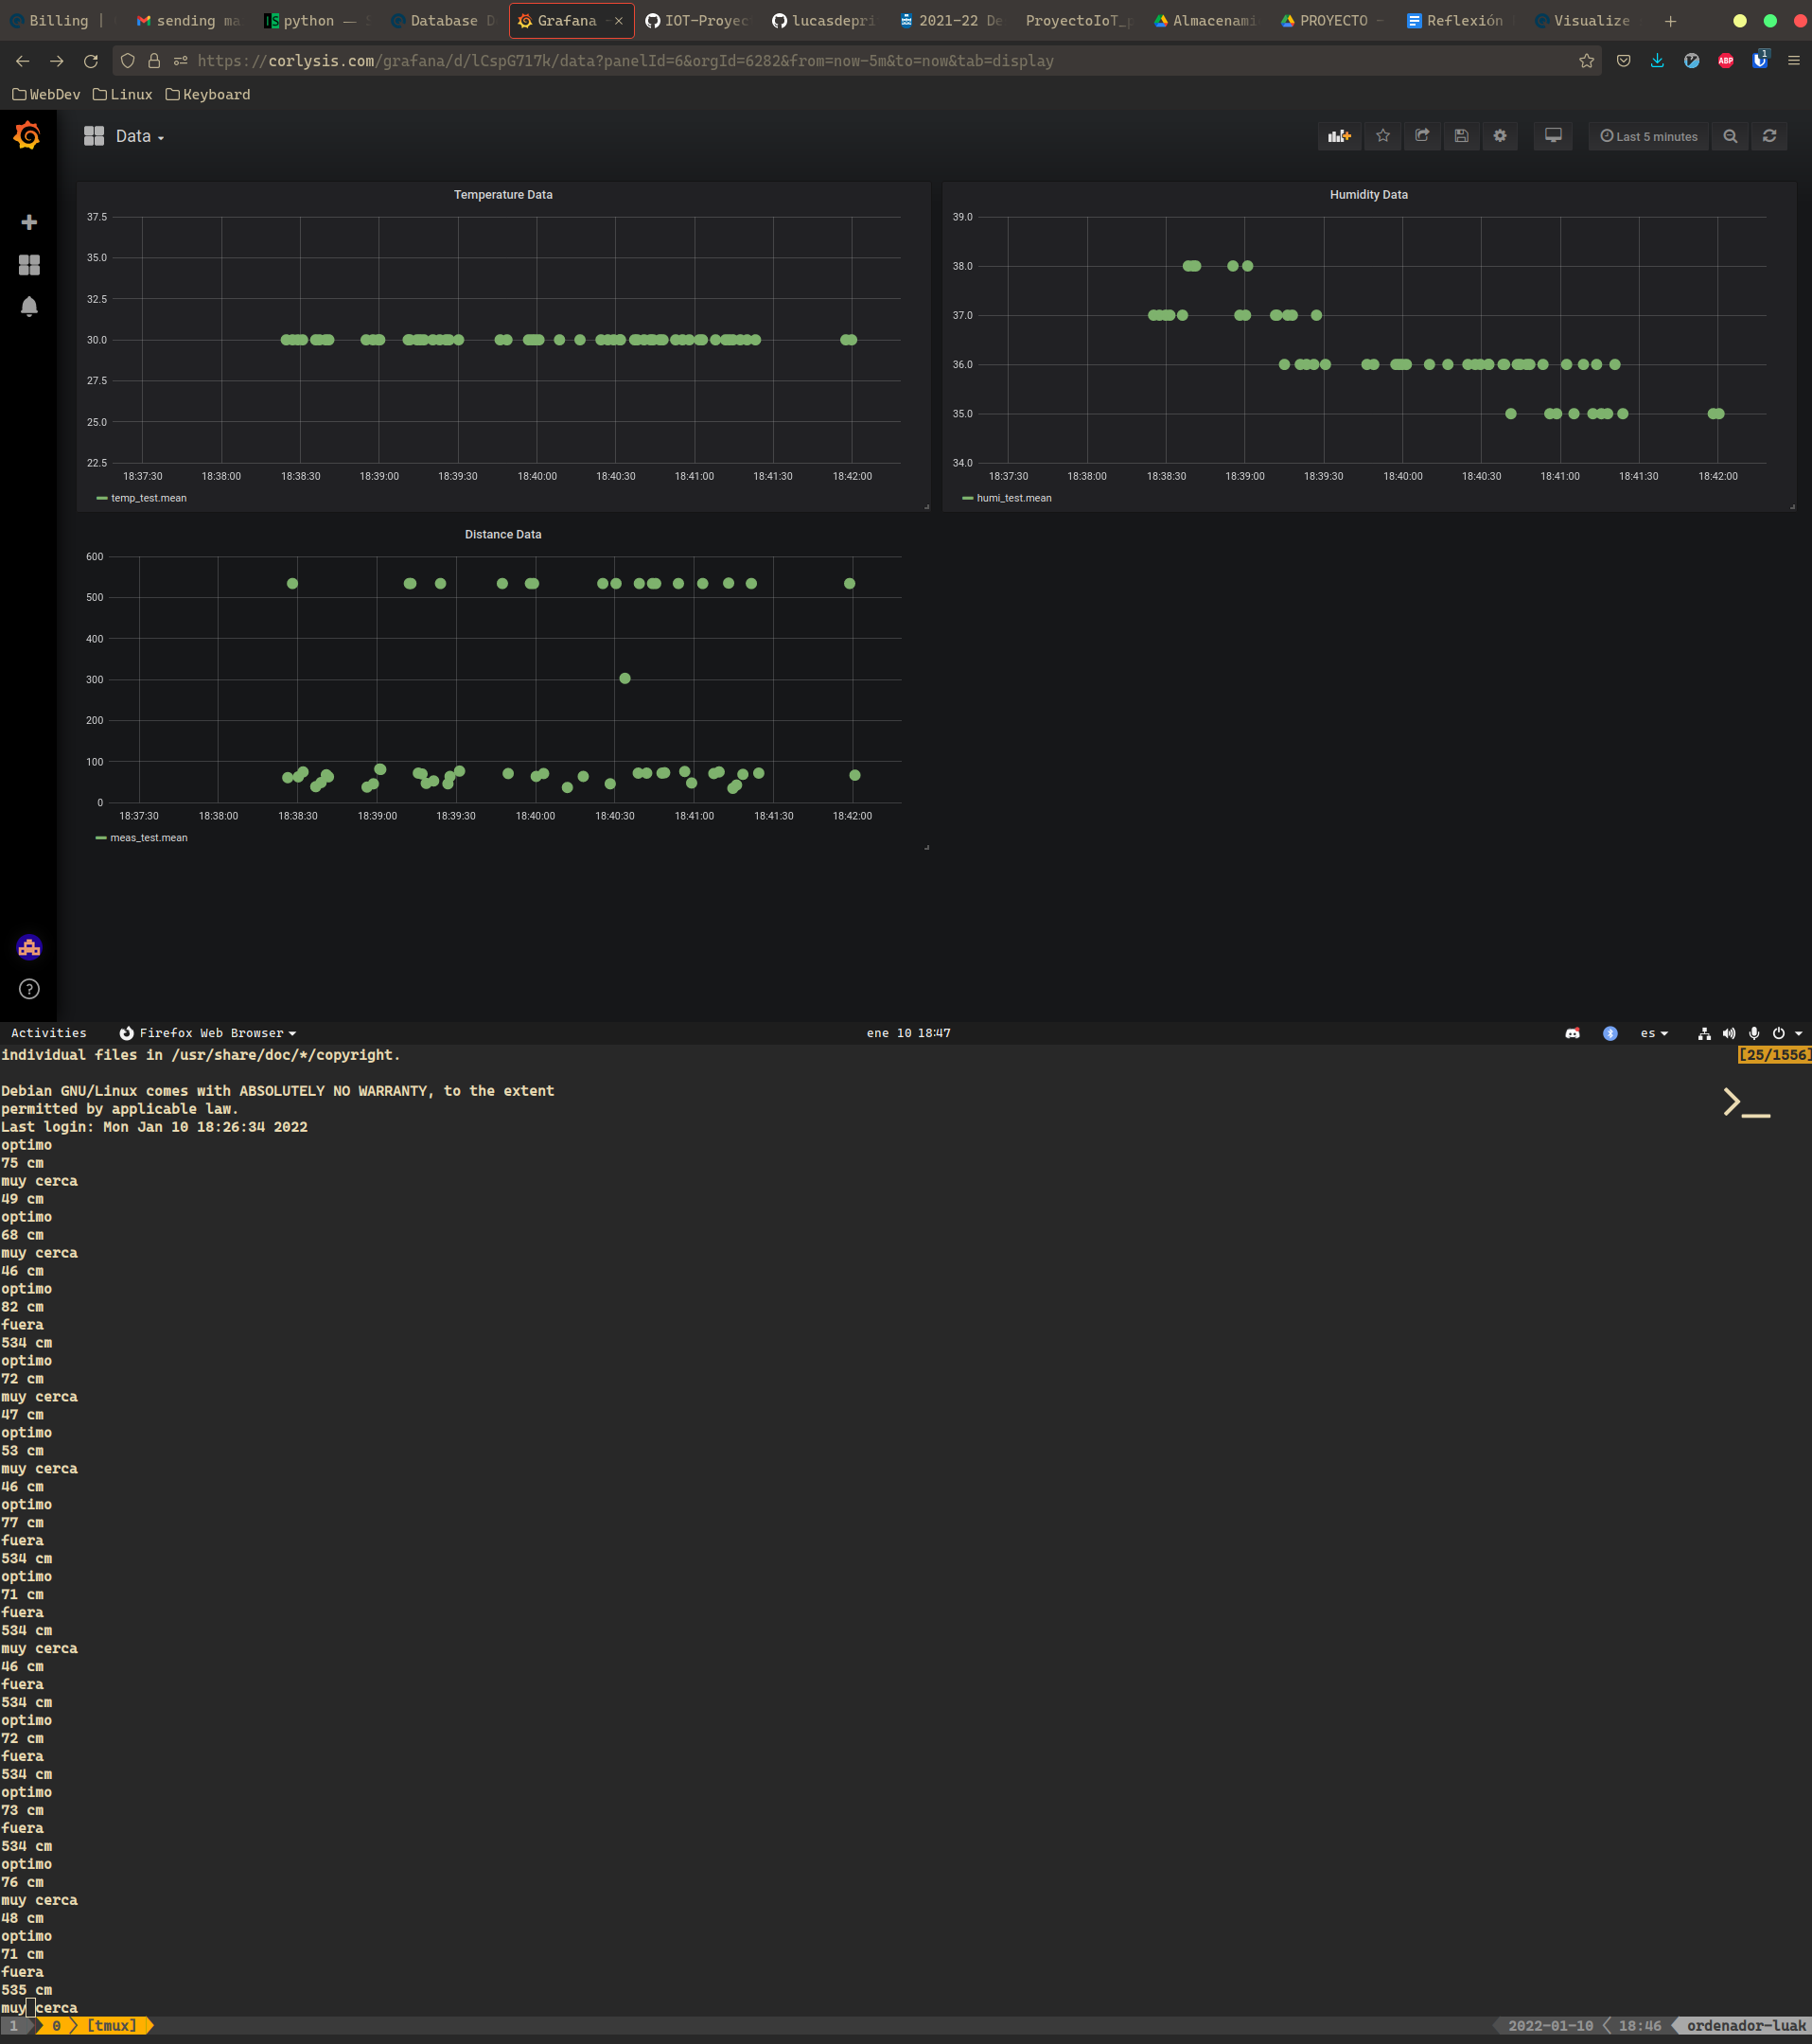 Billing | sending ma python — S Database D Grafana - × IOT-Proyec lucasdepri 2021-22 De ProyectoIoT_p Almacenami PROYECTO - Reflexión Visualize +
https://corlysis.com/grafana/d/lCspG717k/data?panelId=6&orgId=6282&from=now-5m&to=now&tab=display ABP 1
WebDev Linux Keyboard
Data Last 5 minutes
Temperature Data
37.5
35.0
32.5
30.0
27.5
25.0
22.5
18:37:30 18:38:00 18:38:30 18:39:00 18:39:30 18:40:00 18:40:30 18:41:00 18:41:30 18:42:00
temp_test.mean
Humidity Data
39.0
38.0
37.0
36.0
35.0
34.0
18:37:30 18:38:00 18:38:30 18:39:00 18:39:30 18:40:00 18:40:30 18:41:00 18:41:30 18:42:00
humi_test.mean
Distance Data
600
500
400
300
200
100
0
18:37:30 18:38:00 18:38:30 18:39:00 18:39:30 18:40:00 18:40:30 18:41:00 18:41:30 18:42:00
meas_test.mean
Activities Firefox Web Browser ene 10 18:47 es
individual files in /usr/share/doc/*/copyright. [25/1556]
Debian GNU/Linux comes with ABSOLUTELY NO WARRANTY, to the extent
permitted by applicable law.
Last login: Mon Jan 10 18:26:34 2022
optimo
75 cm
muy cerca
49 cm
optimo
68 cm
muy cerca
46 cm
optimo
82 cm
fuera
534 cm
optimo
72 cm
muy cerca
47 cm
optimo
53 cm
muy cerca
46 cm
optimo
77 cm
fuera
534 cm
optimo
71 cm
fuera
534 cm
muy cerca
46 cm
fuera
534 cm
optimo
72 cm
fuera
534 cm
optimo
73 cm
fuera
534 cm
optimo
76 cm
muy cerca
48 cm
optimo
71 cm
fuera
535 cm
muy cerca
1 0 [tmux] 2022-01-10 18:46 ordenador-luak